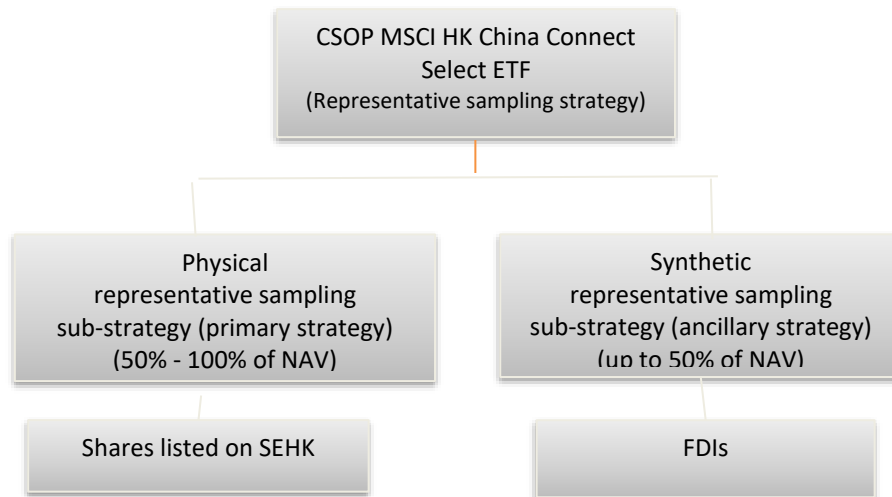 CSOP MSCI HK China Connect
Select ETF
(Representative sampling strategy)
Physical
representative sampling
sub-strategy (primary strategy)
(50% - 100% of NAV)
Synthetic
representative sampling
sub-strategy (ancillary strategy)
(up to 50% of NAV)
Shares listed on SEHK
FDIs